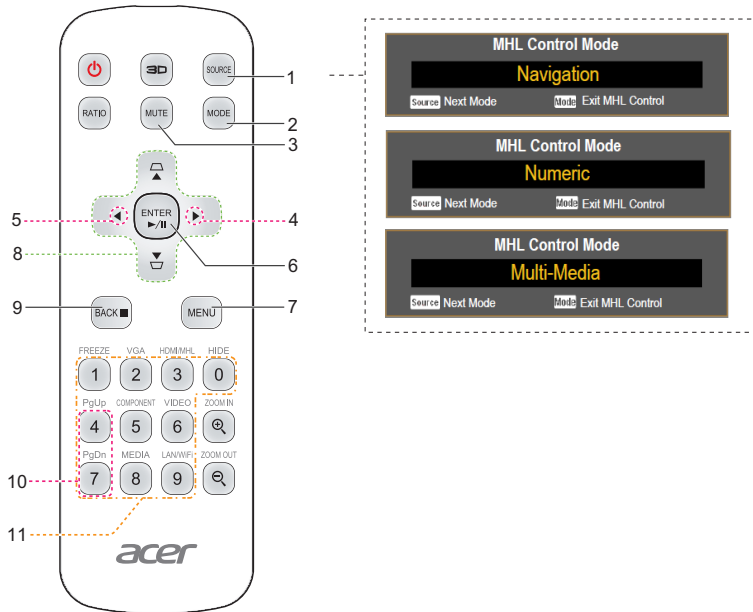 3D
SOURCE
1
RATIO
MUTE
MODE
2
3
5
ENTER
4
8
6
9
BACK
MENU
7
FREEZE VGA HDMI/MHL HIDE
1 2 3 0
PgUp COMPONENT VIDEO ZOOM IN
4 5 6
PgDn MEDIA LAN/WiFi ZOOM OUT
7 8 9
10
11
acer
MHL Control Mode
Navigation
Source Next Mode Mode Exit MHL Control
MHL Control Mode
Numeric
Source Next Mode Mode Exit MHL Control
MHL Control Mode
Multi-Media
Source Next Mode Mode Exit MHL Control